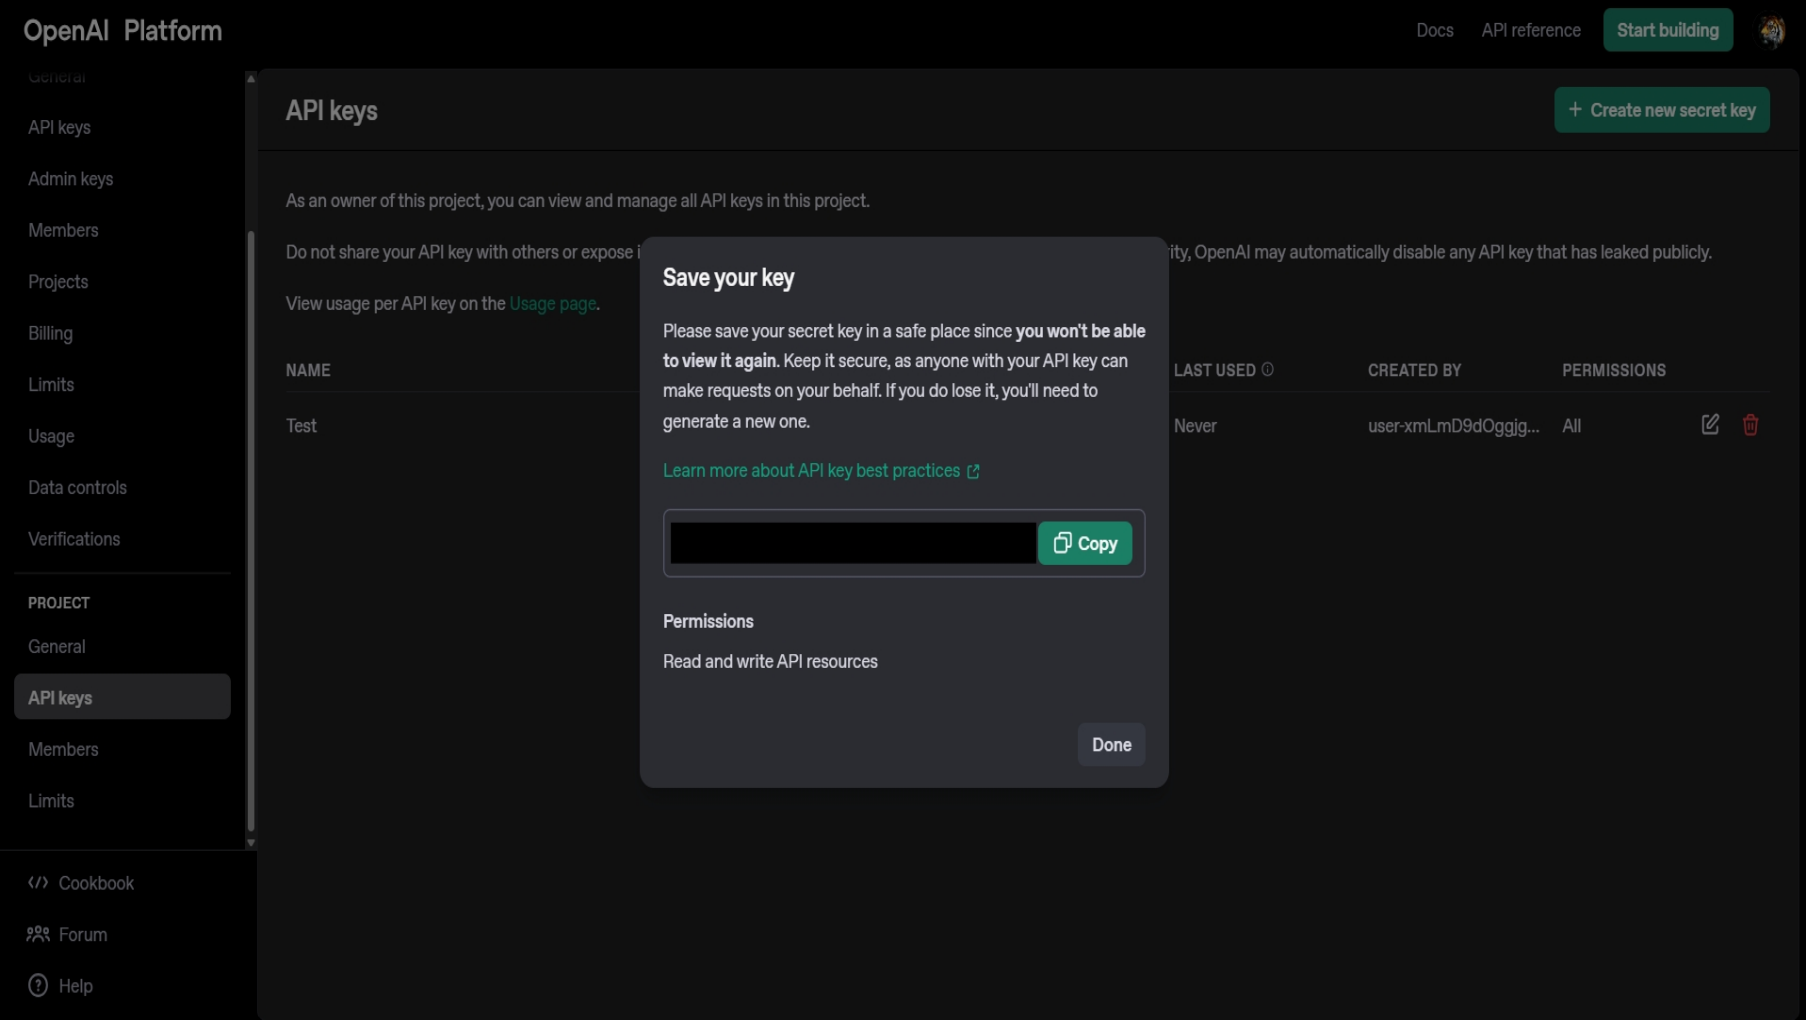 OpenAI Platform
Docs
API reference
Start building
General
API keys
Admin keys
Members
Projects
Billing
Limits
Usage
Data controls
Verifications
PROJECT
General
API keys
Members
Limits
Cookbook
Forum
Help
API keys
+ Create new secret key
As an owner of this project, you can view and manage all API keys in this project.
Do not share your API key with others or expose i
ity, OpenAI may automatically disable any API key that has leaked publicly.
View usage per API key on the Usage page.
NAME
LAST USED
CREATED BY
PERMISSIONS
Test
Never
user-xmLmD9dOggjg...
All
Save your key
Please save your secret key in a safe place since you won't be able
to view it again. Keep it secure, as anyone with your API key can
make requests on your behalf. If you do lose it, you'll need to
generate a new one.
Learn more about API key best practices
Copy
Permissions
Read and write API resources
Done